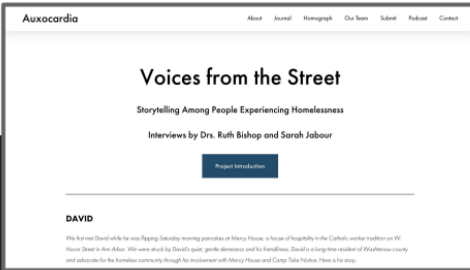 Auxocardia
About Journal Homograph Our Team Submit Podcast Contact
Voices from the Street
Storytelling Among People Experiencing Homelessness
Interviews by Drs. Ruth Bishop and Sarah Jabour
Project Introduction
DAVID
We first met David while he was flipping Saturday morning pancakes at Mercy House, a house of hospitality in the Catholic worker tradition on W.
Huron Street in Ann Arbor. We were struck by David's quiet, gentle demeanor and his friendliness. David is a long-time resident of Washtenaw county
and advocate for the homeless community through his involvement with Mercy House and Camp Take Notice. Here is his story.